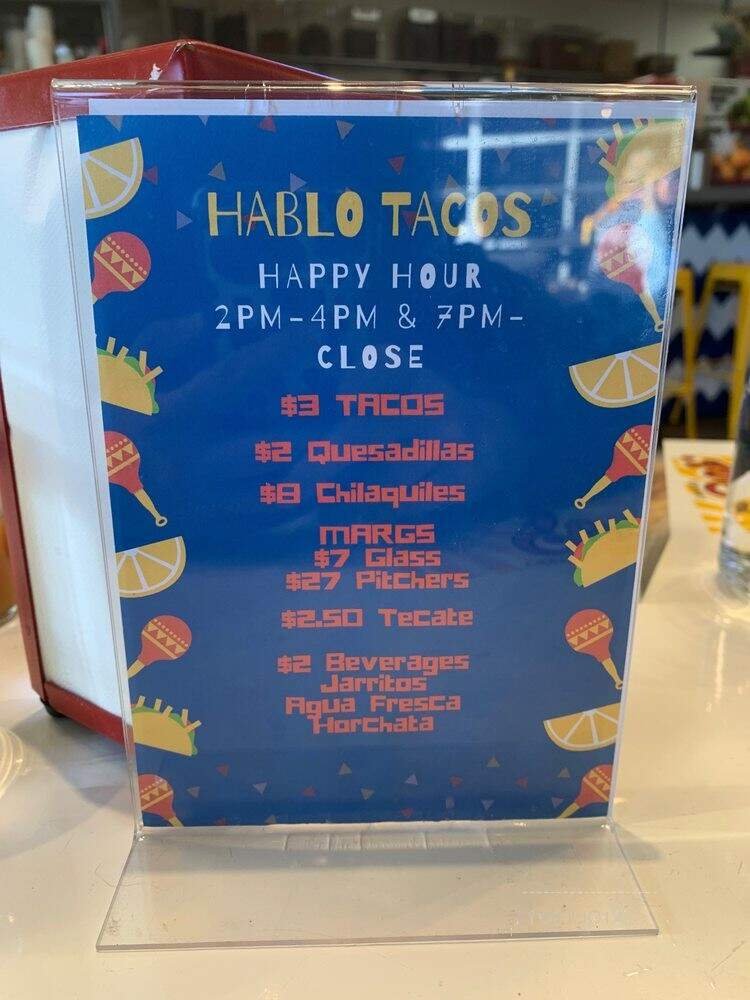 HABLO TACOS
HAPPY HOUR
2PM-4PM & 7PM-
CLOSE
$3 TACOS
$2 Quesadillas
$8 Chilaquiles
MARGS
$7 Glass
$27 Pitchers
$2.50 Tecate
$2 Beverages
Jarritos
Agua Fresca
Horchata